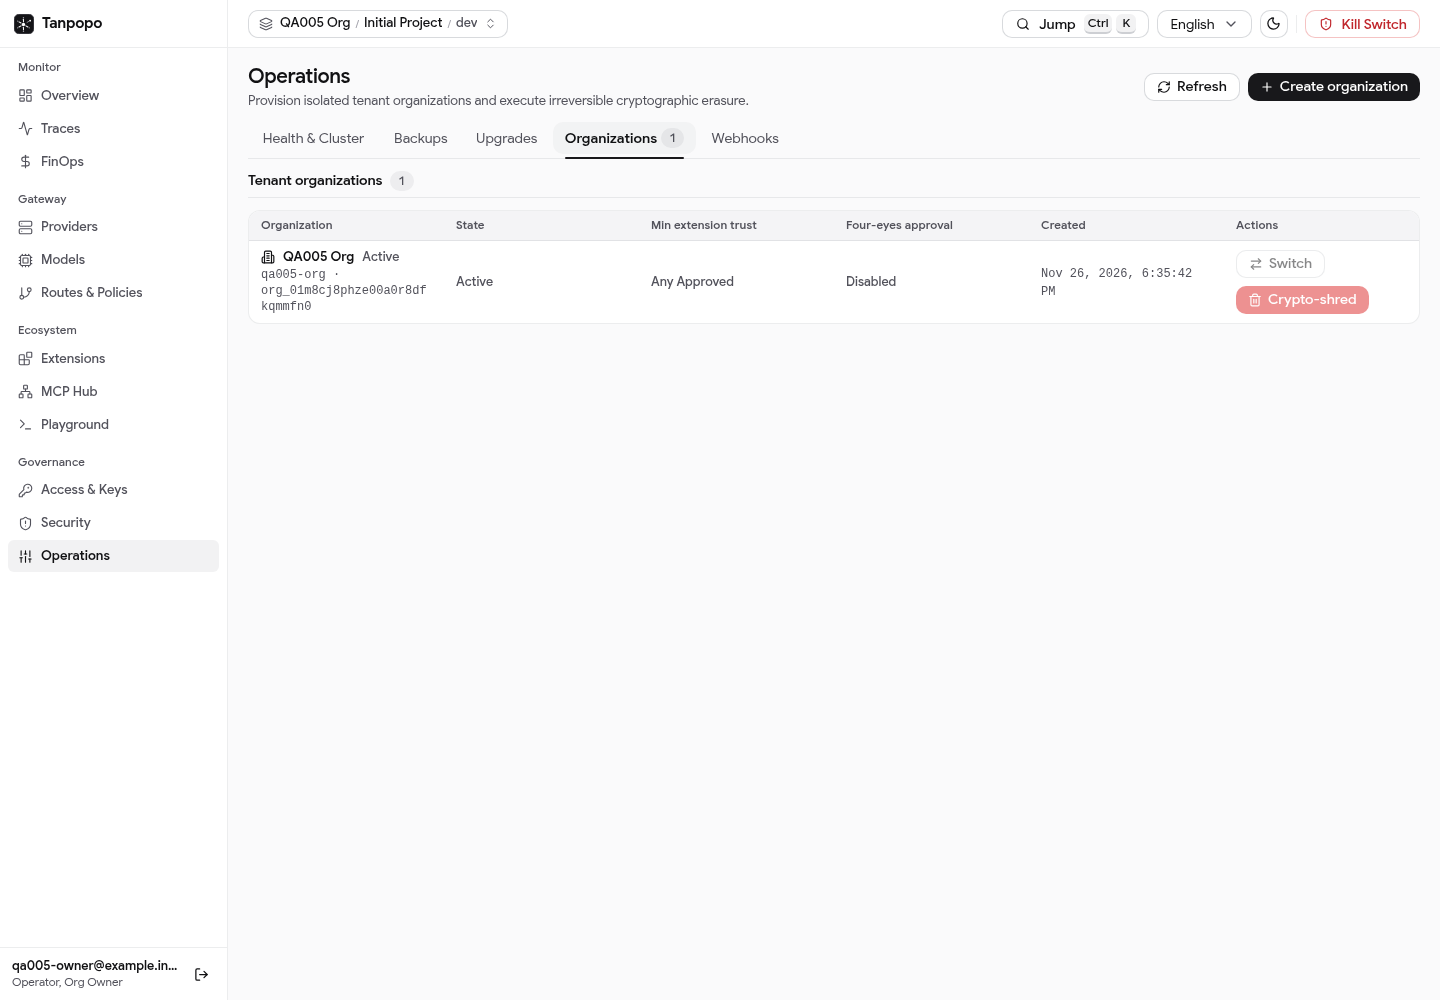 Tanpopo
QA005 Org / Initial Project / dev
Jump Ctrl K
English
Kill Switch
Monitor
Overview
Traces
FinOps
Gateway
Providers
Models
Routes & Policies
Ecosystem
Extensions
MCP Hub
Playground
Governance
Access & Keys
Security
Operations
qa005-owner@example.in...
Operator, Org Owner
Operations
Provision isolated tenant organizations and execute irreversible cryptographic erasure.
Refresh
Create organization
Health & Cluster
Backups
Upgrades
Organizations 1
Webhooks
Tenant organizations 1
Organization State Min extension trust Four-eyes approval Created Actions
QA005 Org Active
qa005-org ·
org_01m8cj8phze00a0r8df
kqmmfn0
Active
Any Approved
Disabled
Nov 26, 2026, 6:35:42
PM
Switch
Crypto-shred